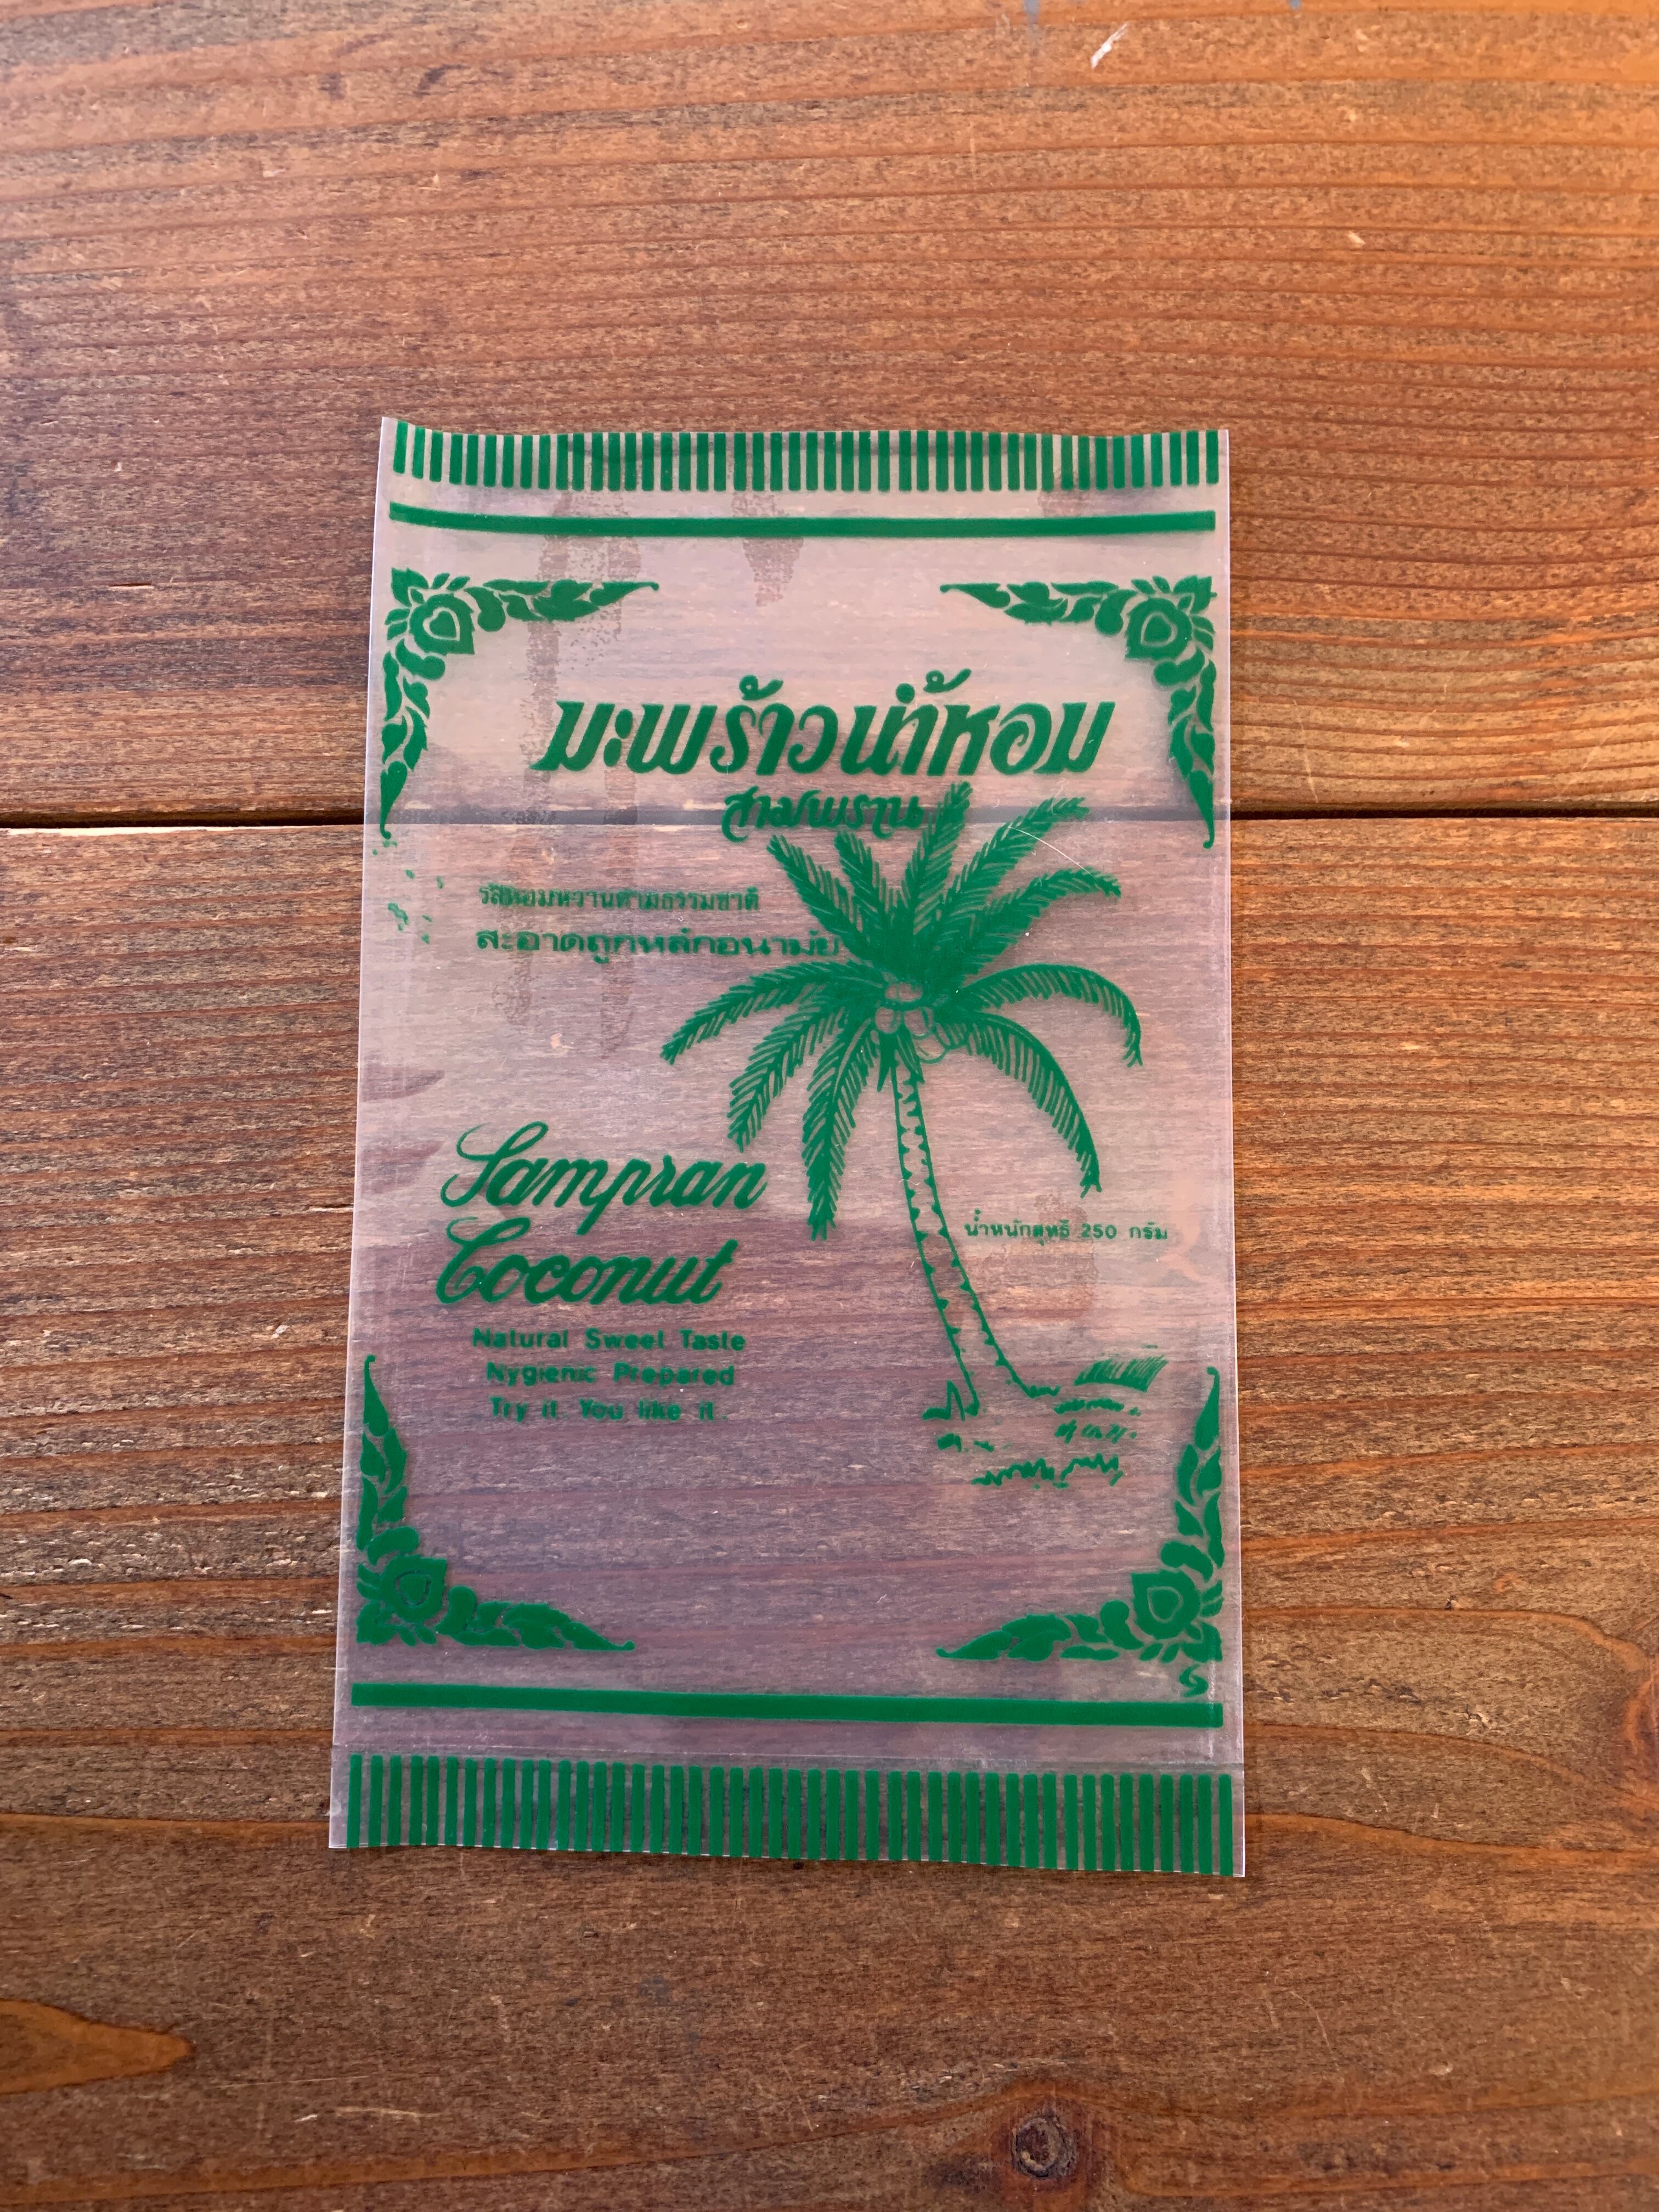 มะพร้าวน้ำหอม
สามพราน
รสหอมหวานตามธรรมชาติ
สะอาดถูกหลักอนามัย
Sampran
Coconut
น้ำหนักสุทธิ 250 กรัม
Natural Sweet Taste
Nygienic Prepared
Try it You like it.